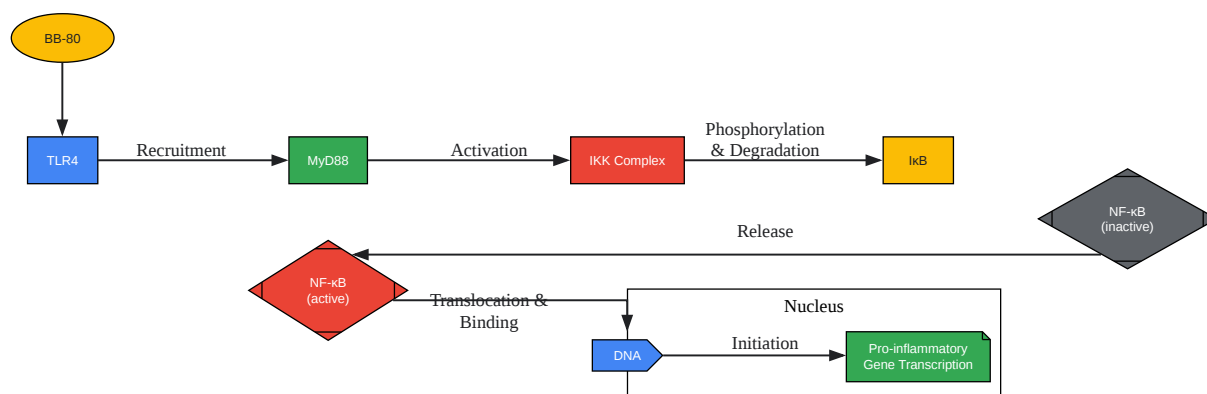 BB-80
TLR4
Recruitment
MyD88
Activation
IKK Complex
Phosphorylation
& Degradation
IκB
NF-κB
(inactive)
Release
NF-κB
(active)
Translocation &
Binding
Nucleus
DNA
Initiation
Pro-inflammatory
Gene Transcription